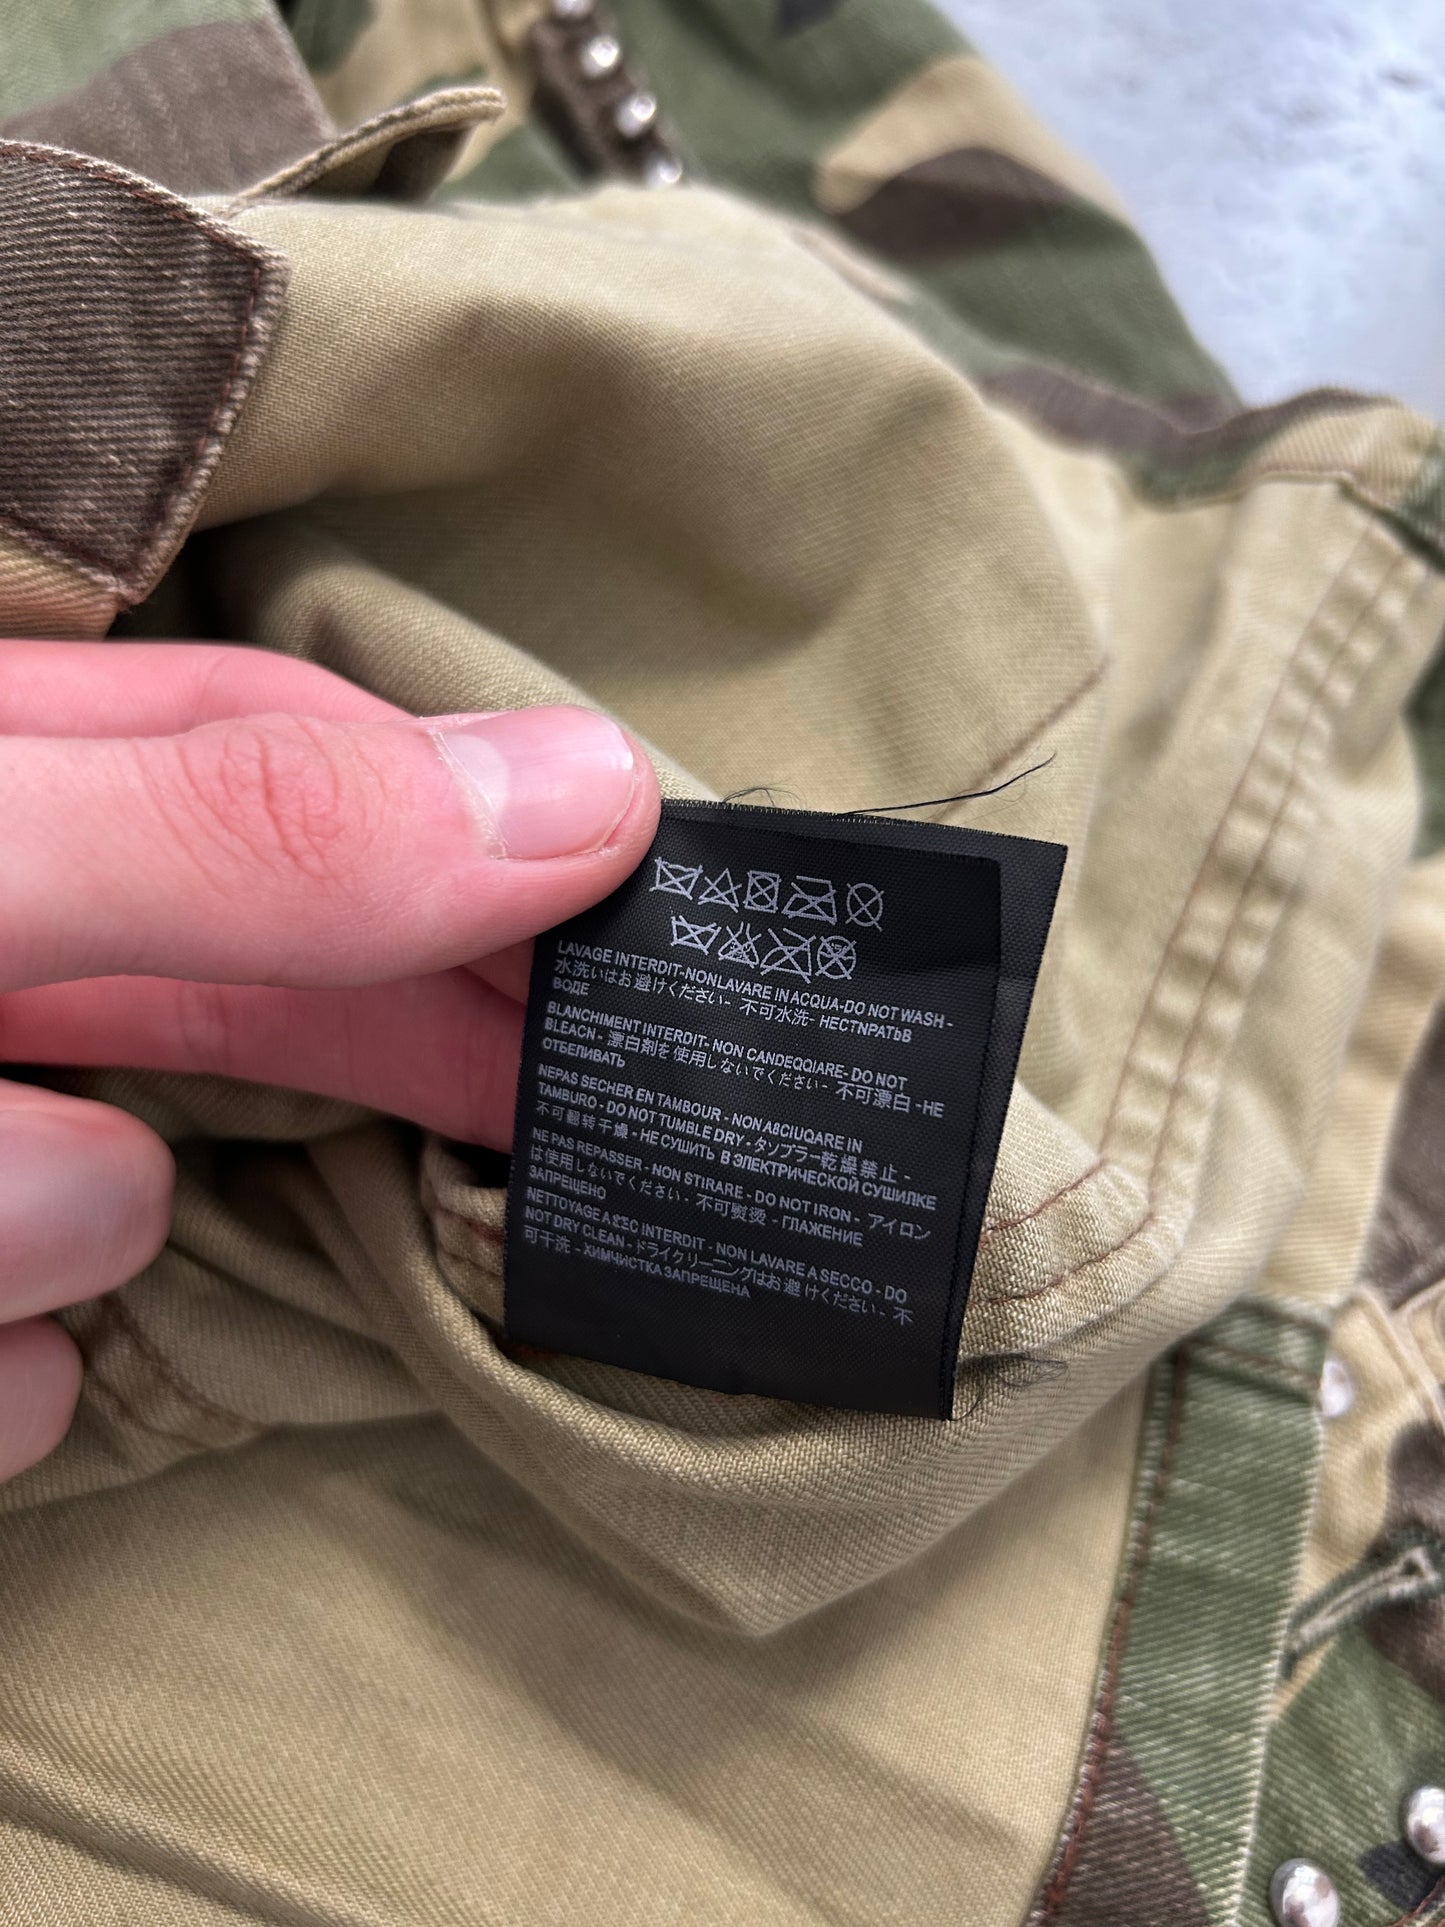 LAVAGE INTERDIT-NONLAVARE IN ACQUA-DO NOT WASH -
水洗いはお避けください- 不可水洗- НЕСТNРАТЬВ
ВОДЕ
BLANCHIMENT INTERDIT- NON CANDEQQIARE- DO NOT
BLEACN - 漂白剤を使用しないでください- 不可漂白 -НЕ
ОТБЕЛИВАТЬ
NEPAS SECHER EN TAMBOUR - NON A8CIUQARE IN
TAMBURO - DO NOT TUMBLE DRY - タンブラー乾燥禁止 -
不可翻转干燥 - НЕ СУШИТЬ В ЭЛЕКТРИЧЕСКОЙ СУШИЛКЕ
NE PAS REPASSER - NON STIRARE - DO NOT IRON - アイロン
は使用しないでください - 不可熨烫 - ГЛАЖЕНИЕ
ЗАПРЕЩЕНО
NETTOYAGE INTERDIT - NON LAVARE A SECCO - DO
NOT DRY CLEAN - ドライクリーニングはお避けください - 不
可干洗 - ХИМЧИСТКА ЗАПРЕЩЕНА